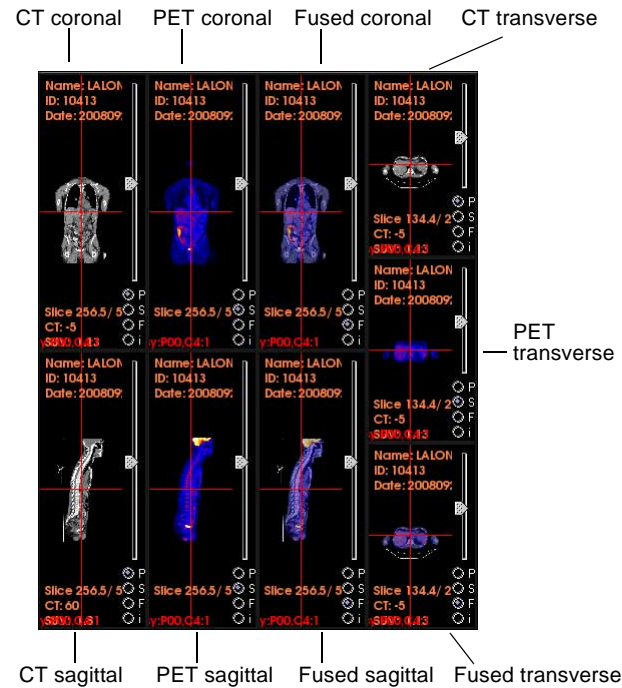 CT coronal
PET coronal
Fused coronal
CT transverse
Name: LALON
ID: 10413
Date: 200809
Slice 256.5/ 5
CT: -5
P
S
F
i
Name: LALON
ID: 10413
Date: 200809
Slice 256.5/ 5
y:P00,C4:1
P
S
F
i
Name: LALON
ID: 10413
Date: 200809
Slice 256.5/ 5
y:P00,C4:1
P
S
F
i
Name: LALON
ID: 10413
Date: 200809
Slice 134.4/ 2
CT: -5
P
S
F
i
Name: LALON
ID: 10413
Date: 200809
Slice 134.4/ 2
CT: -5
P
S
F
i
PET
transverse
Name: LALON
ID: 10413
Date: 200809
Slice 256.5/ 5
CT: 60
P
S
F
i
Name: LALON
ID: 10413
Date: 200809
Slice 256.5/ 5
y:P00,C4:1
P
S
F
i
Name: LALON
ID: 10413
Date: 200809
Slice 256.5/ 5
y:P00,C4:1
P
S
F
i
Name: LALON
ID: 10413
Date: 200809
Slice 134.4/ 2
CT: -5
P
S
F
i
CT sagittal
PET sagittal
Fused sagittal
Fused transverse